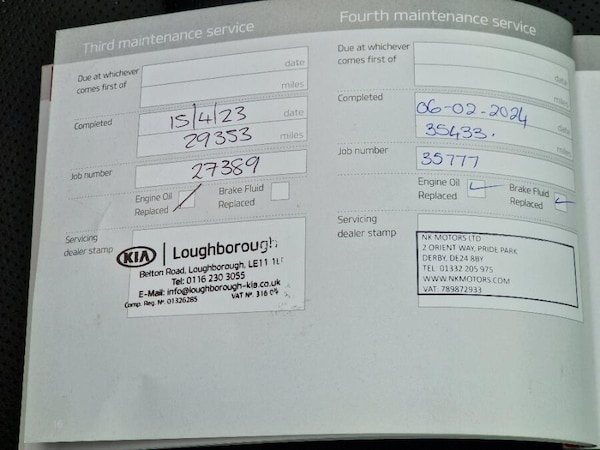 Third maintenance service
Due at whichever
comes first of
date
miles
Completed
15/4/23
date
29353
miles
Job number
27389
Engine Oil
Replaced
Brake Fluid
Replaced
Servicing
dealer stamp
KIA Loughborough
Belton Road, Loughborough, LE11
Tel: 0116 230 3055
E-Mail: info@loughborough-kia.co.uk
Comp. Reg. Nº. 01326285 VAT Nº. 316
Fourth maintenance service
Due at whichever
comes first of
date
miles
Completed
06-02-2024
date
35433.
miles
Job number
35777
Engine Oil
Replaced
Brake Fluid
Replaced
Servicing
dealer stamp
NK MOTORS LTD
2 ORIENT WAY, PRIDE PARK
DERBY, DE24 8BY
TEL: 01332 205 975
WWW.NKMOTORS.COM
VAT: 789872933